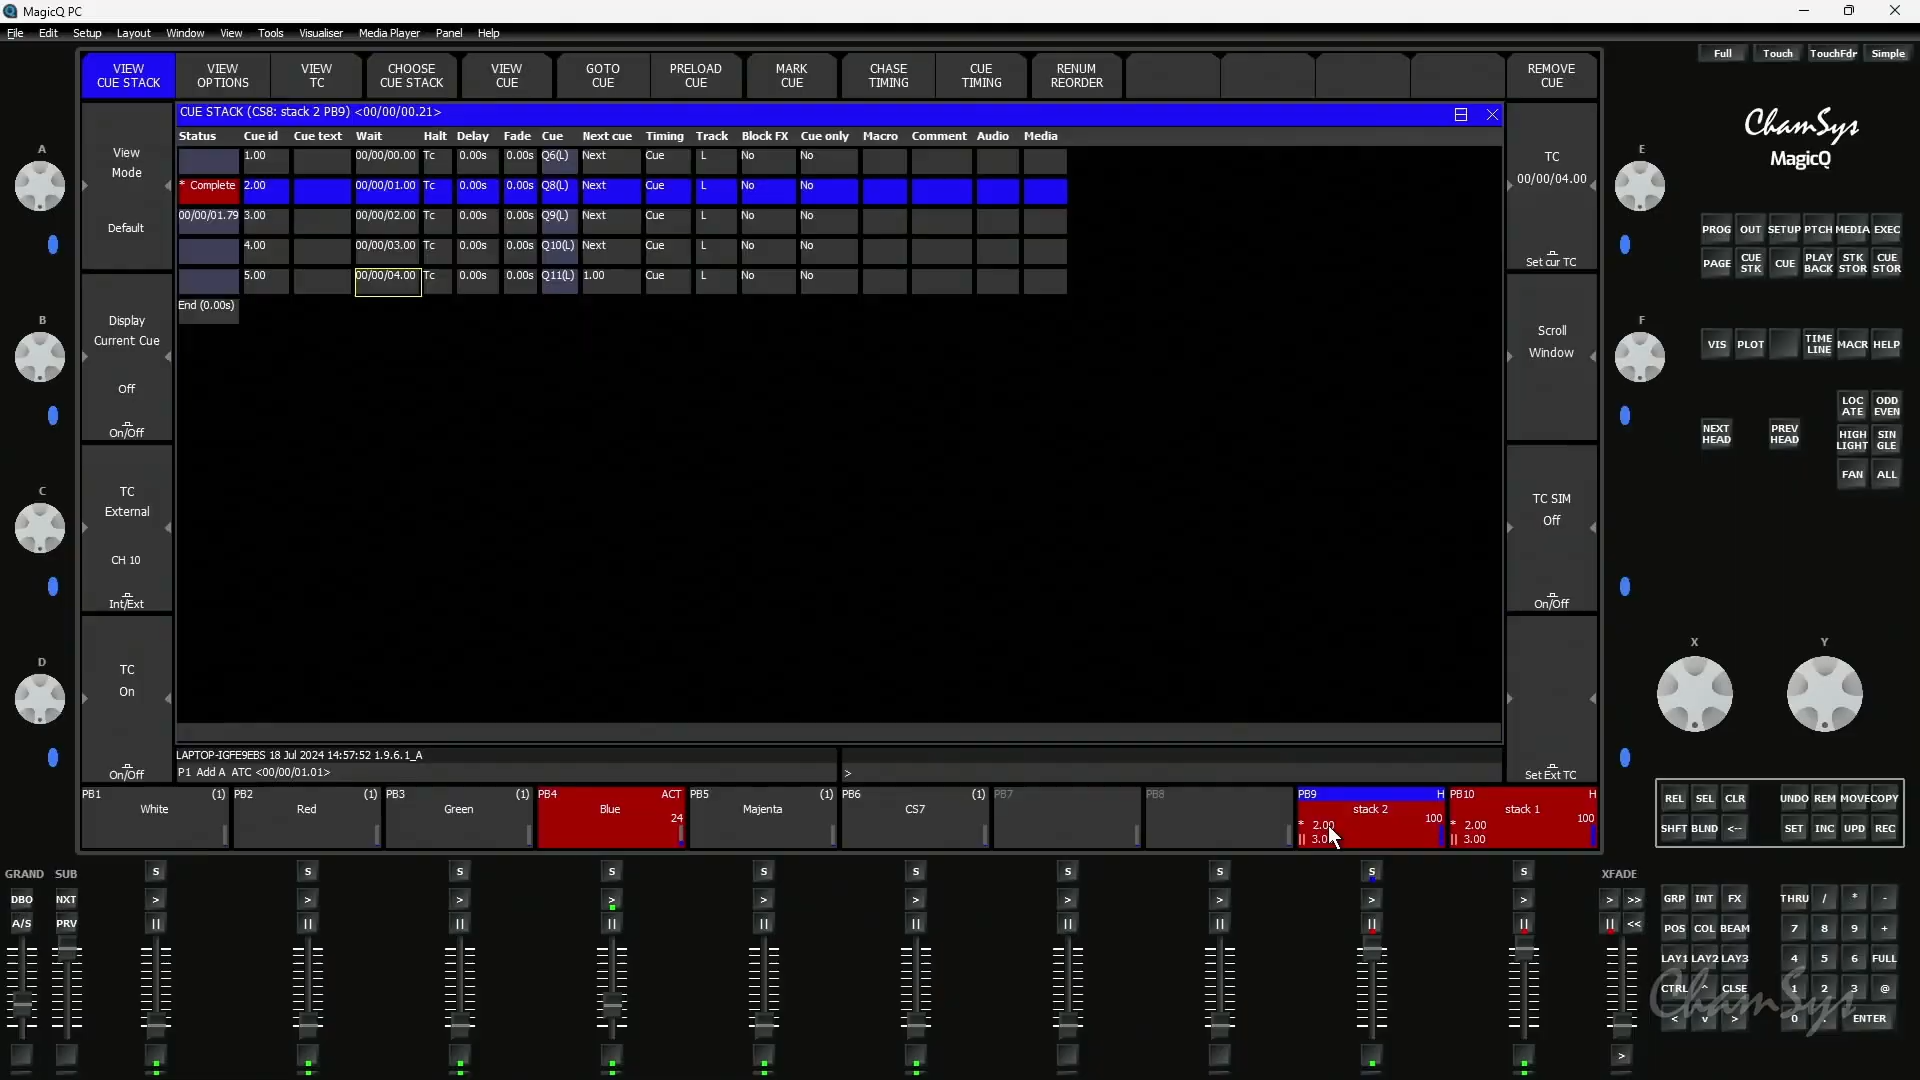 MagicQ PC
File Edit Setup Layout Window View Tools Visualiser Media Player Panel Help
Full Touch TouchFdr Simple
VIEW CUE STACK
VIEW OPTIONS
VIEW TC
CHOOSE CUE STACK
VIEW CUE
GOTO CUE
PRELOAD CUE
MARK CUE
CHASE TIMING
CUE TIMING
RENUM REORDER
REMOVE CUE
CUE STACK (CS8: stack 2 PB9) <00/00/00.21>
Status Cue id Cue text Wait Halt Delay Fade Cue Next cue Timing Track Block FX Cue only Macro Comment Audio Media
1.00 00/00/00.00 Tc 0.00s 0.00s Q6(L) Next Cue L No No
* Complete 2.00 00/00/01.00 Tc 0.00s 0.00s Q8(L) Next Cue L No No
00/00/01.79 3.00 00/00/02.00 Tc 0.00s 0.00s Q9(L) Next Cue L No No
4.00 00/00/03.00 Tc 0.00s 0.00s Q10(L) Next Cue L No No
5.00 00/00/04.00 Tc 0.00s 0.00s Q11(L) 1.00 Cue L No No
End (0.00s)
A
View
Mode
Default
B
Display
Current Cue
Off
On/Off
C
TC
External
CH 10
Int/Ext
D
TC
On
On/Off
TC
00/00/04.00
Set cur TC
Scroll
Window
TC SIM
Off
On/Off
Set Ext TC
E
F
X Y
ChamSys
MagicQ
PROG OUT SETUP PTCH MEDIA EXEC
PAGE CUE STK CUE PLAY BACK STK STOR CUE STOR
VIS PLOT TIME LINE MACR HELP
LOC ATE ODD EVEN
NEXT HEAD PREV HEAD HIGH LIGHT SIN GLE
FAN ALL
LAPTOP-IGFE9EBS 18 Jul 2024 14:57:52 1.9.6.1_A
P1 Add A ATC <00/00/01.01>
>
PB1 (1) PB2 (1) PB3 (1) PB4 ACT PB5 (1) PB6 (1) PB7 PB8 PB9 H PB10 H
White Red Green Blue Majenta CS7 stack 2 stack 1
24 100 100
* 2.00 * 2.00
|| 3.0 || 3.00
REL SEL CLR UNDO REM MOVE COPY
SHFT BLND <-- SET INC UPD REC
GRAND SUB S S S S S S S S S S XFADE
DBO NXT > > > > > > > > > > > >>
A/S PRV || || || || || || || || || || || <<
>
GRP INT FX THRU / * -
POS COL BEAM 7 8 9 +
LAY1 LAY2 LAY3 4 5 6 FULL
CTRL ^ CLSE 1 2 3 @
< v > 0 . ENTER
ChamSys